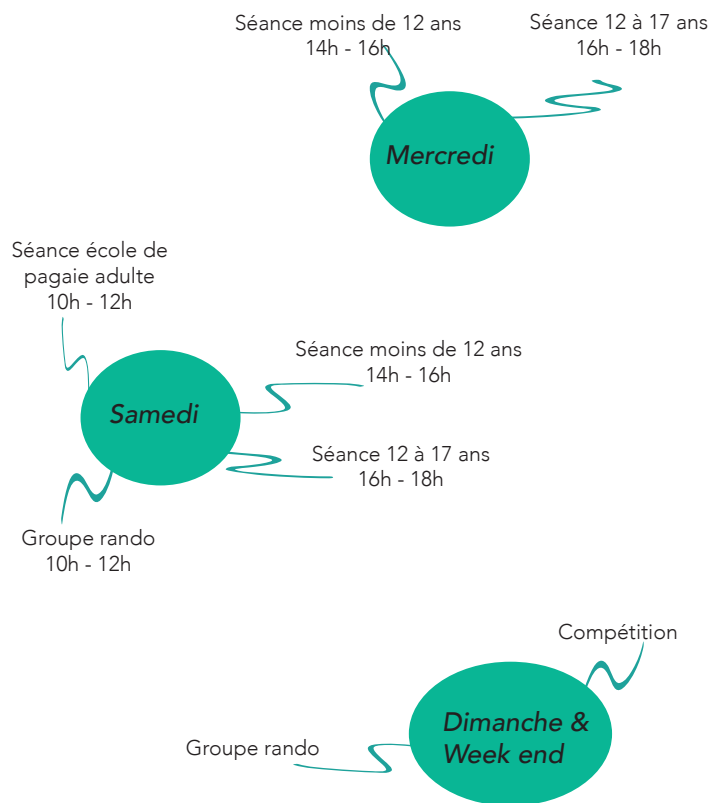 Séance moins de 12 ans
14h - 16h
Séance 12 à 17 ans
16h - 18h
Mercredi
Séance école de
pagaie adulte
10h - 12h
Séance moins de 12 ans
14h - 16h
Samedi
Séance 12 à 17 ans
16h - 18h
Groupe rando
10h - 12h
Compétition
Dimanche &
Week end
Groupe rando